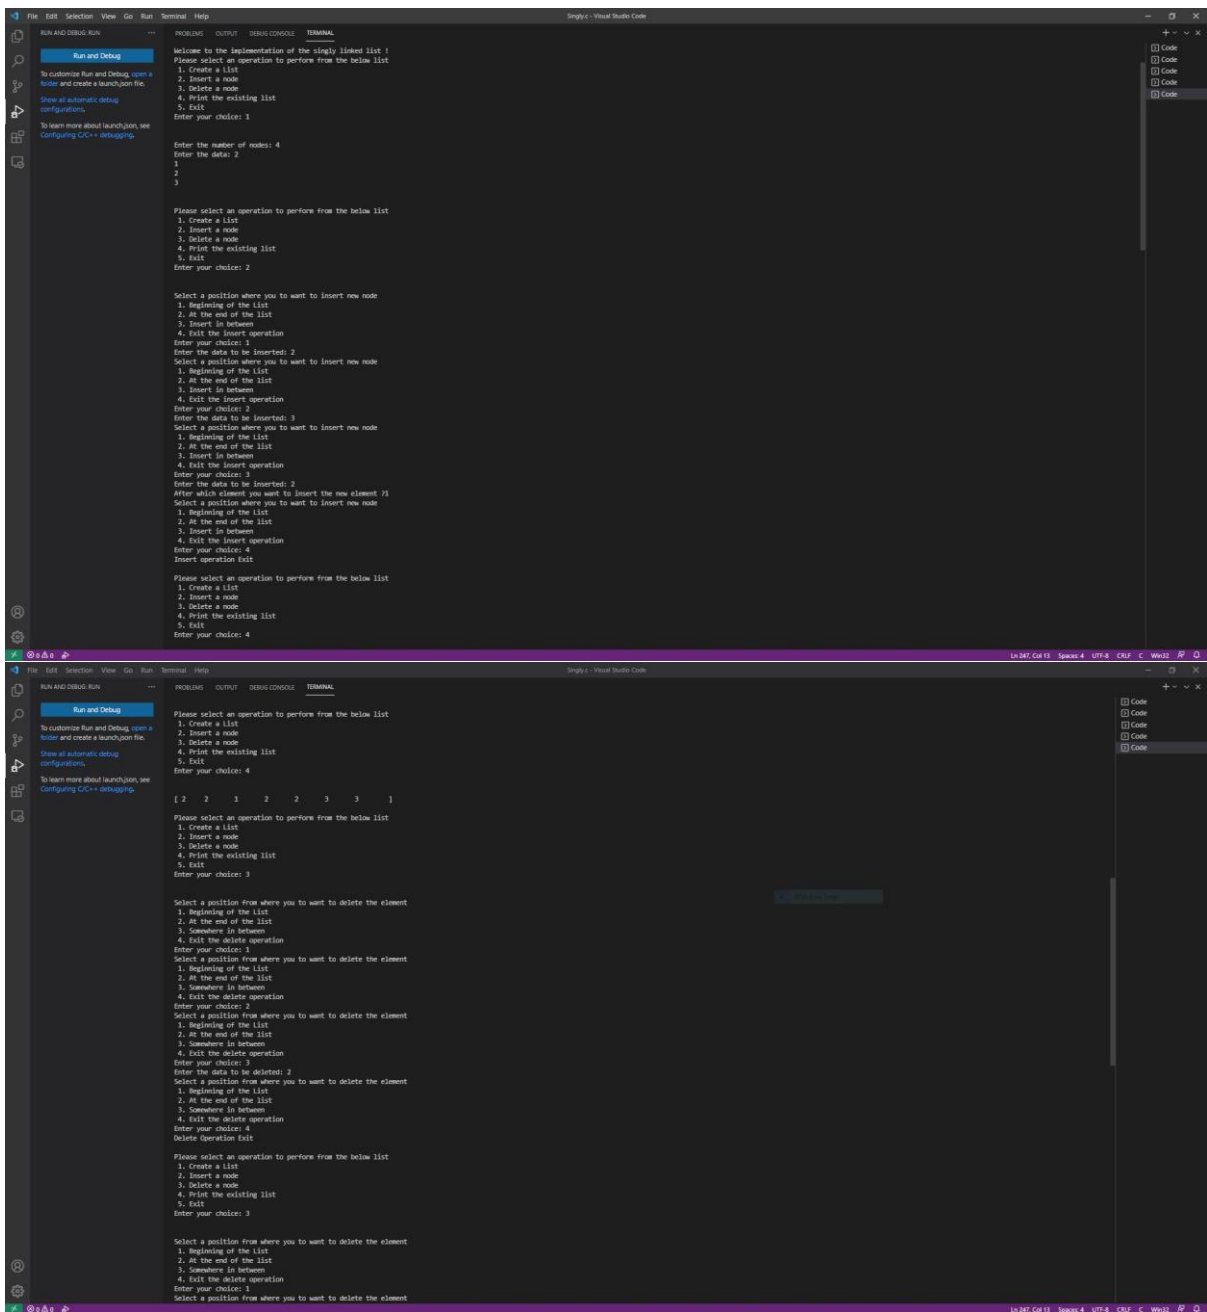 File Edit Selection View Go Run Terminal Help
Singly.c - Visual Studio Code
RUN AND DEBUG: RUN
Run and Debug
To customize Run and Debug, open a
folder and create a launch.json file.
Show all automatic debug
configurations.
To learn more about launch.json, see
Configuring C/C++ debugging.
PROBLEMS OUTPUT DEBUG CONSOLE TERMINAL
Welcome to the implementation of the singly linked list !
Please select an operation to perform from the below list
1. Create a List
2. Insert a node
3. Delete a node
4. Print the existing list
5. Exit
Enter your choice: 1
Enter the number of nodes: 4
Enter the data: 2
1
2
3
Please select an operation to perform from the below list
1. Create a List
2. Insert a node
3. Delete a node
4. Print the existing list
5. Exit
Enter your choice: 2
Select a position where you to want to insert new node
1. Beginning of the List
2. At the end of the list
3. Insert in between
4. Exit the insert operation
Enter your choice: 1
Enter the data to be inserted: 2
Select a position where you to want to insert new node
1. Beginning of the List
2. At the end of the list
3. Insert in between
4. Exit the insert operation
Enter your choice: 2
Enter the data to be inserted: 3
Select a position where you to want to insert new node
1. Beginning of the List
2. At the end of the list
3. Insert in between
4. Exit the insert operation
Enter your choice: 3
Enter the data to be inserted: 2
After which element you want to insert the new element ?1
Select a position where you to want to insert new node
1. Beginning of the List
2. At the end of the list
3. Insert in between
4. Exit the insert operation
Enter your choice: 4
Insert operation Exit
Please select an operation to perform from the below list
1. Create a List
2. Insert a node
3. Delete a node
4. Print the existing list
5. Exit
Enter your choice: 4
Code
Code
Code
Code
Code
0 0 Ln 247, Col 13 Spaces: 4 UTF-8 CRLF C Win32
File Edit Selection View Go Run Terminal Help
Singly.c - Visual Studio Code
RUN AND DEBUG: RUN
Run and Debug
To customize Run and Debug, open a
folder and create a launch.json file.
Show all automatic debug
configurations.
To learn more about launch.json, see
Configuring C/C++ debugging.
PROBLEMS OUTPUT DEBUG CONSOLE TERMINAL
Please select an operation to perform from the below list
1. Create a List
2. Insert a node
3. Delete a node
4. Print the existing list
5. Exit
Enter your choice: 4
[ 2 2 1 2 2 3 3 ]
Please select an operation to perform from the below list
1. Create a List
2. Insert a node
3. Delete a node
4. Print the existing list
5. Exit
Enter your choice: 3
Select a position from where you to want to delete the element
1. Beginning of the List
2. At the end of the list
3. Somewhere in between
4. Exit the delete operation
Enter your choice: 1
Select a position from where you to want to delete the element
1. Beginning of the List
2. At the end of the list
3. Somewhere in between
4. Exit the delete operation
Enter your choice: 2
Select a position from where you to want to delete the element
1. Beginning of the List
2. At the end of the list
3. Somewhere in between
4. Exit the delete operation
Enter your choice: 3
Enter the data to be deleted: 2
Select a position from where you to want to delete the element
1. Beginning of the List
2. At the end of the list
3. Somewhere in between
4. Exit the delete operation
Enter your choice: 4
Delete Operation Exit
Please select an operation to perform from the below list
1. Create a List
2. Insert a node
3. Delete a node
4. Print the existing list
5. Exit
Enter your choice: 3
Select a position from where you to want to delete the element
1. Beginning of the List
2. At the end of the list
3. Somewhere in between
4. Exit the delete operation
Enter your choice: 1
Select a position from where you to want to delete the element
Code
Code
Code
Code
Code
0 0 Ln 247, Col 13 Spaces: 4 UTF-8 CRLF C Win32